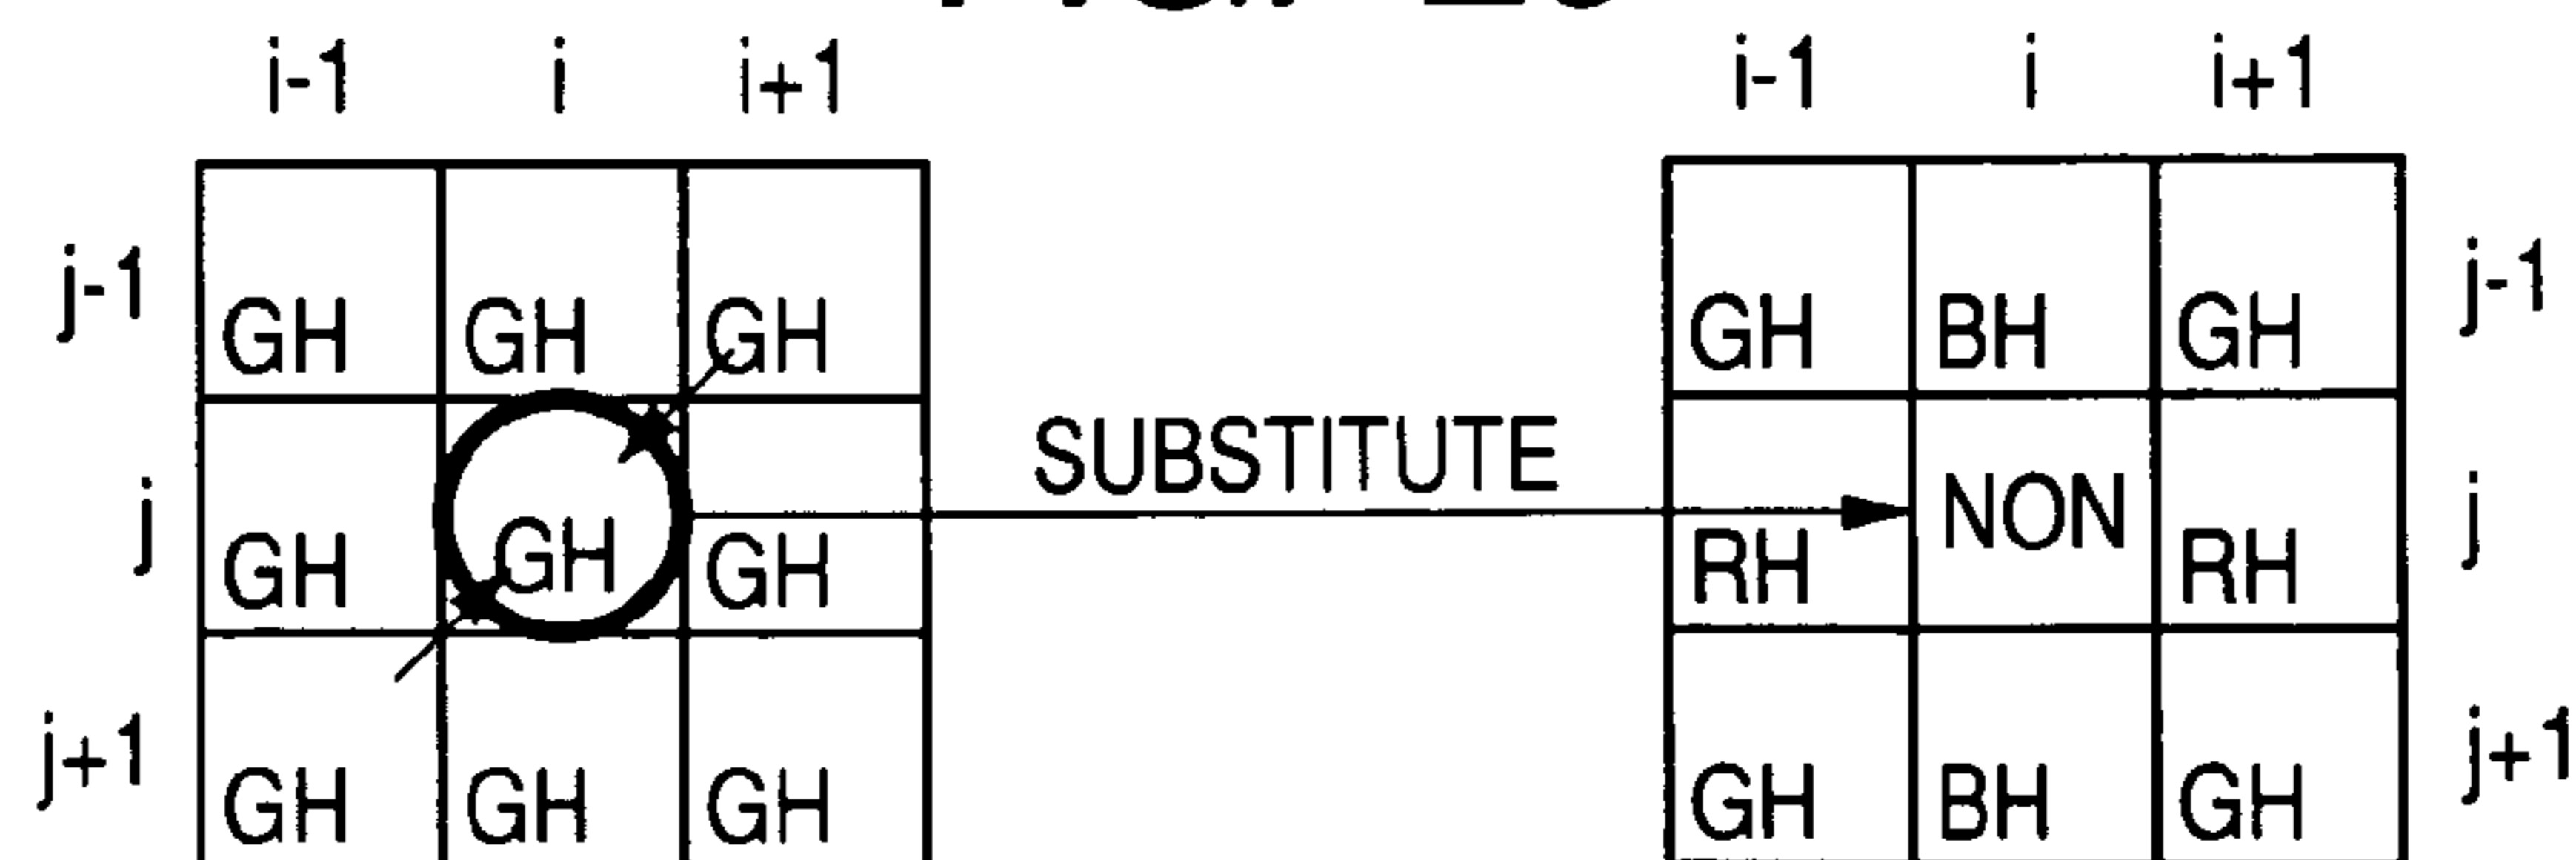 i-1 i i+1 i-1 i i+1
j-1 GH GH GH GH BH GH j-1
SUBSTITUTE
j GH GH GH RH NON RH j
j+1 GH GH GH GH BH GH j+1